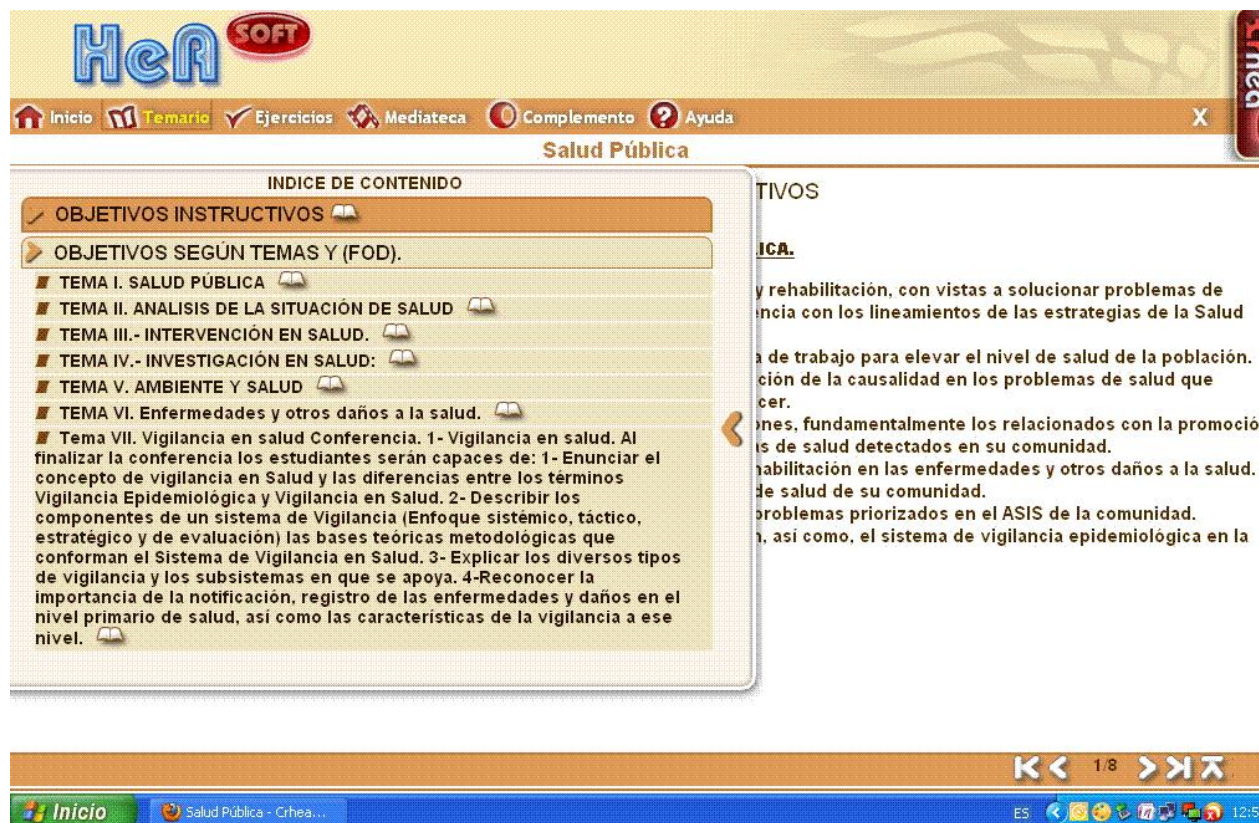 HeA SOFT
Inicio Temario Ejercicios Mediateca Complemento Ayuda X
Salud Pública
INDICE DE CONTENIDO
OBJETIVOS INSTRUCTIVOS
OBJETIVOS SEGÚN TEMAS Y (FOD).
TEMA I. SALUD PÚBLICA
TEMA II. ANALISIS DE LA SITUACIÓN DE SALUD
TEMA III.- INTERVENCIÓN EN SALUD.
TEMA IV.- INVESTIGACIÓN EN SALUD:
TEMA V. AMBIENTE Y SALUD
TEMA VI. Enfermedades y otros daños a la salud.
Tema VII. Vigilancia en salud Conferencia. 1- Vigilancia en salud. Al
finalizar la conferencia los estudiantes serán capaces de: 1- Enunciar el
concepto de vigilancia en Salud y las diferencias entre los términos
Vigilancia Epidemiológica y Vigilancia en Salud. 2- Describir los
componentes de un sistema de Vigilancia (Enfoque sistémico, táctico,
estratégico y de evaluación) las bases teóricas metodológicas que
conforman el Sistema de Vigilancia en Salud. 3- Explicar los diversos tipos
de vigilancia y los subsistemas en que se apoya. 4-Reconocer la
importancia de la notificación, registro de las enfermedades y daños en el
nivel primario de salud, así como las características de la vigilancia a ese
nivel.
TIVOS
ICA.
y rehabilitación, con vistas a solucionar problemas de
encia con los lineamientos de las estrategias de la Salud
a de trabajo para elevar el nivel de salud de la población.
ción de la causalidad en los problemas de salud que
cer.
ones, fundamentalmente los relacionados con la promoció
as de salud detectados en su comunidad.
habilitación en las enfermedades y otros daños a la salud.
de salud de su comunidad.
problemas priorizados en el ASIS de la comunidad.
n, así como, el sistema de vigilancia epidemiológica en la
1/8
Inicio Salud Pública - Crhea... ES 12:5